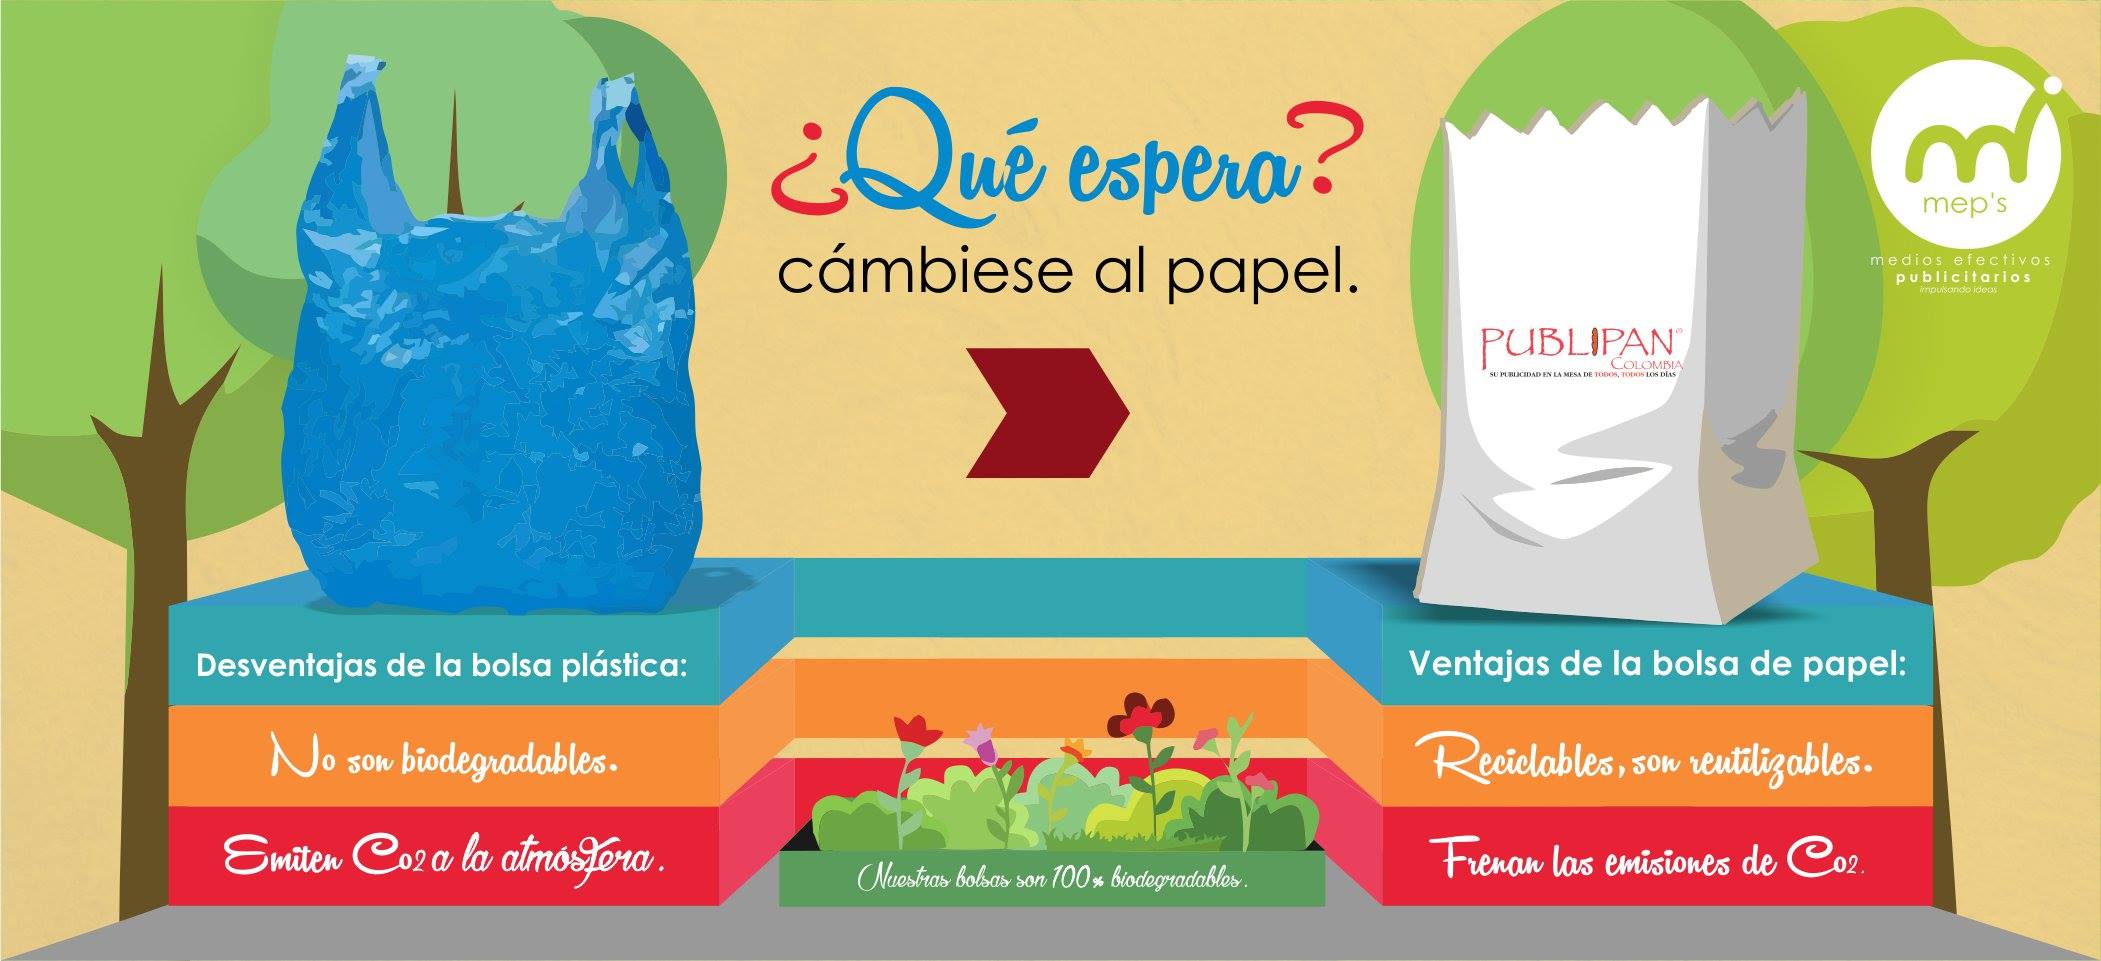 ¿Qué espera?
cámbiese al papel.
mi
mep's
medios efectivos
publicitarios
impulsando ideas
PUBLIPAN®
COLOMBIA
SU PUBLICIDAD EN LA MESA DE TODOS, TODOS LOS DÍAS
Desventajas de la bolsa plástica:
No son biodegradables.
Emiten Co2 a la atmósfera.
Ventajas de la bolsa de papel:
Reciclables, son reutilizables.
Frenan las emisiones de Co2.
Nuestras bolsas son 100% biodegradables.